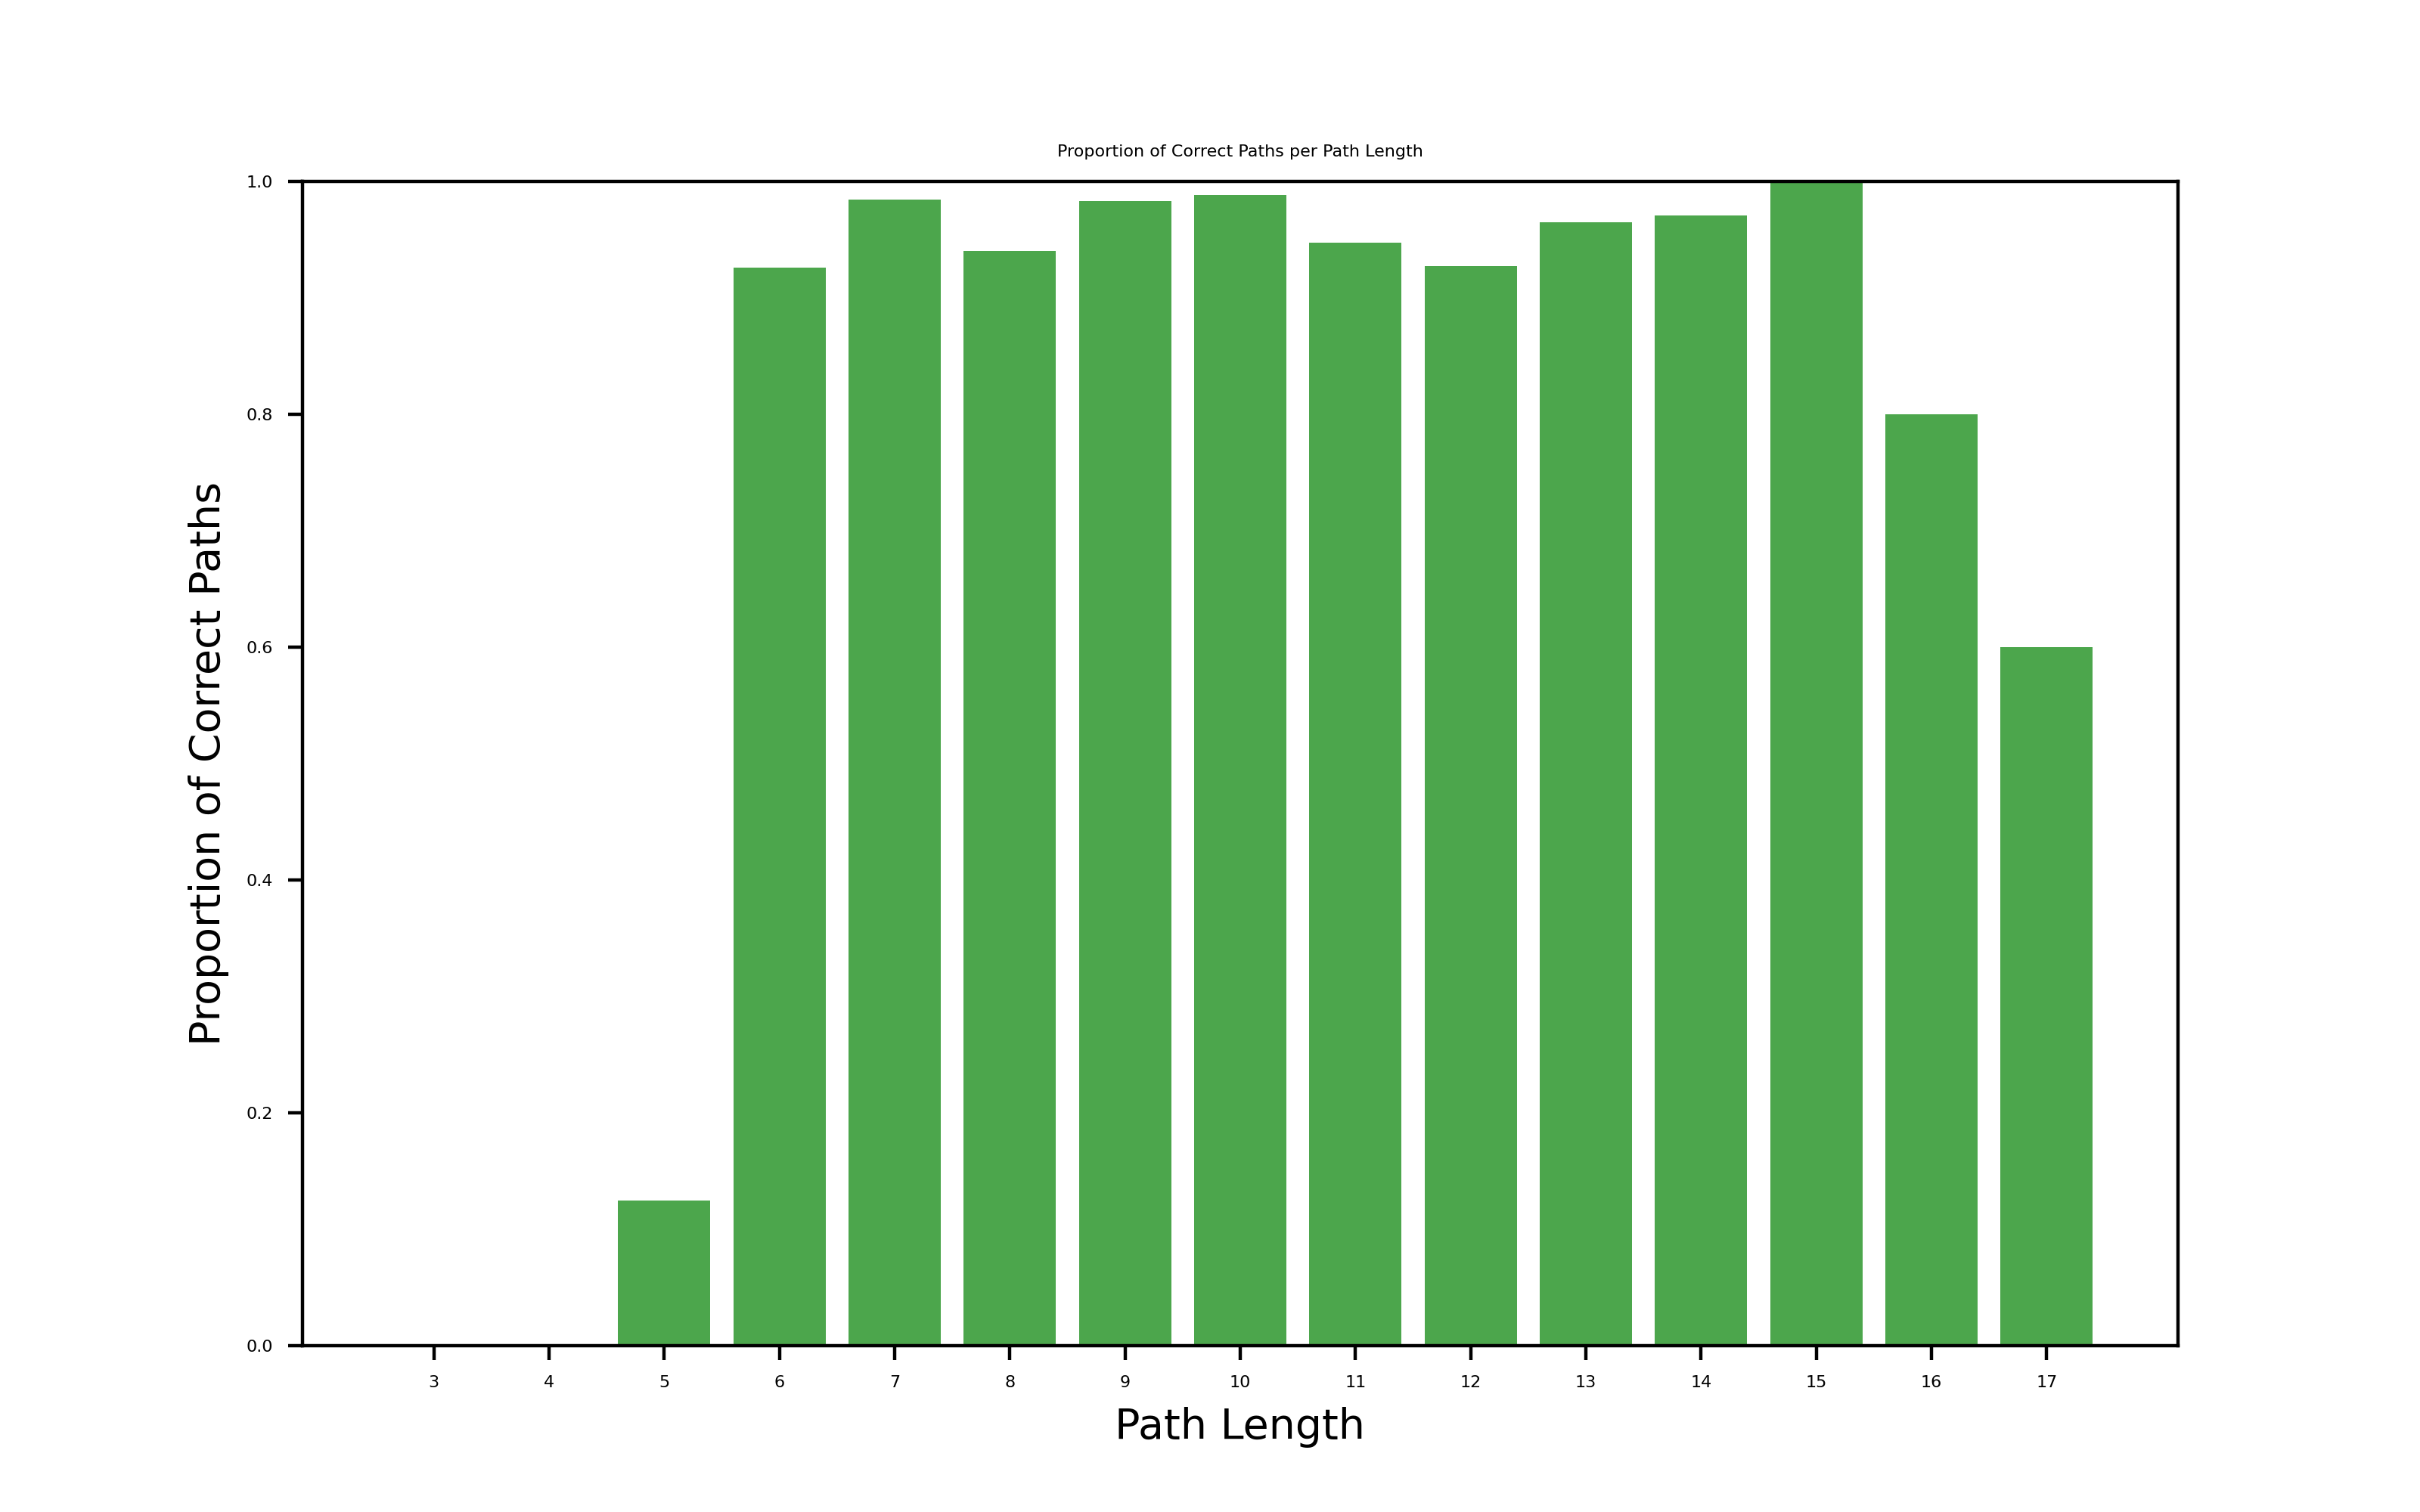 Proportion of Correct Paths per Path Length
1.0
0.8
0.6
0.4
0.2
0.0
Proportion of Correct Paths
3 4 5 6 7 8 9 10 11 12 13 14 15 16 17
Path Length